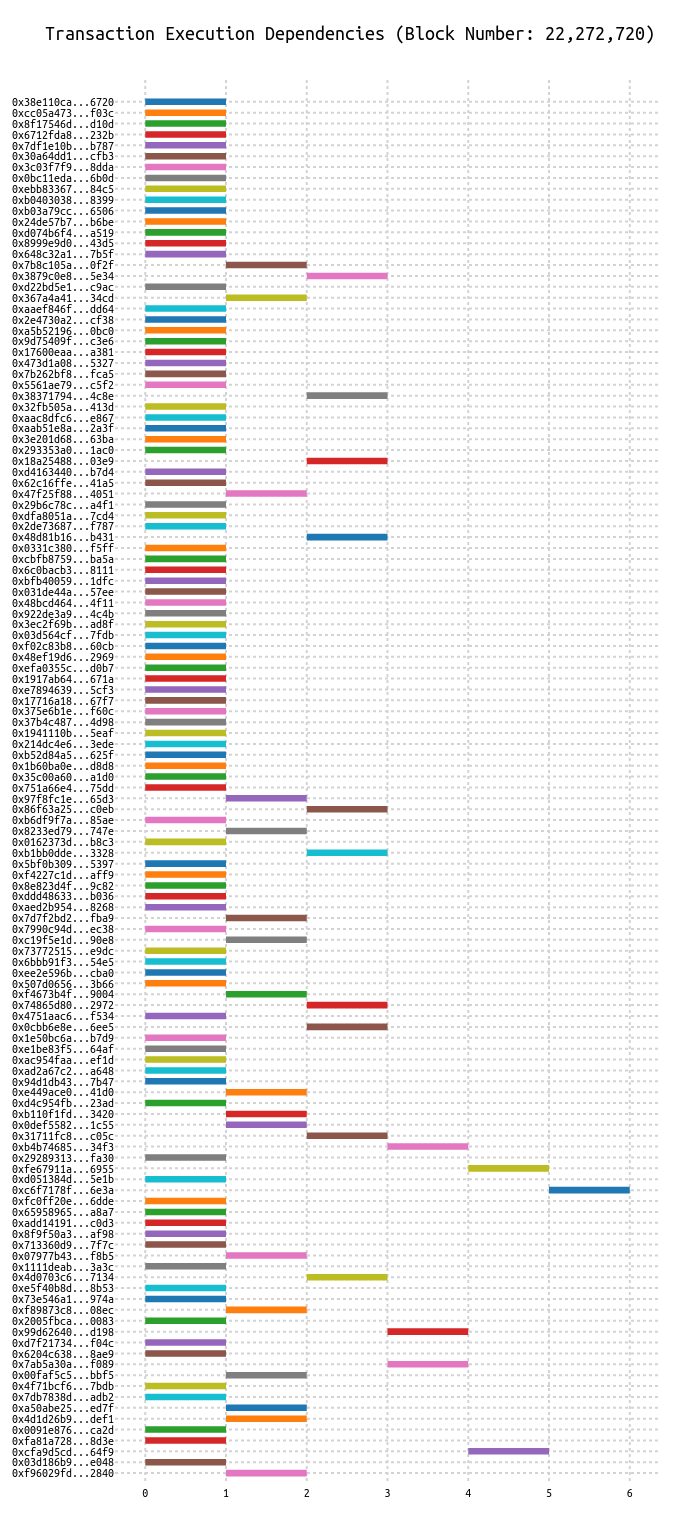 Transaction Execution Dependencies (Block Number: 22,272,720)
0x38e110ca...6720
0xcc05a473...f03c
0x8f17546d...d10d
0x6712fda8...232b
0x7df1e10b...b787
0x30a64dd1...cfb3
0x3c03f7f9...8dda
0x0bc11eda...6b0d
0xebb83367...84c5
0xb0403038...8399
0xb03a79cc...6506
0x24de57b7...b6be
0xd074b6f4...a519
0x8999e9d0...43d5
0x648c32a1...7b5f
0x7b8c105a...0f2f
0x3879c0e8...5e34
0xd22bd5e1...c9ac
0x367a4a41...34cd
0xaaef846f...dd64
0x2e4730a2...cf38
0xa5b52196...0bc0
0x9d75409f...c3e6
0x17600eaa...a381
0x473d1a08...5327
0x7b262bf8...fca5
0x5561ae79...c5f2
0x38371794...4c8e
0x32fb505a...413d
0xaac8dfc6...e867
0xaab51e8a...2a3f
0x3e201d68...63ba
0x293353a0...1ac0
0x18a25488...03e9
0xd4163440...b7d4
0x62c16ffe...41a5
0x47f25f88...4051
0x29b6c78c...a4f1
0xdfa8051a...7cd4
0x2de73687...f787
0x48d81b16...b431
0x0331c380...f5ff
0xcbfb8759...ba5a
0x6c0bacb3...8111
0xbfb40059...1dfc
0x031de44a...57ee
0x48bcd464...4f11
0x922de3a9...4c4b
0x3ec2f69b...ad8f
0x03d564cf...7fdb
0xf02c83b8...60cb
0x48ef19d6...2969
0xefa0355c...d0b7
0x1917ab64...671a
0xe7894639...5cf3
0x17716a18...67f7
0x375e6b1e...f60c
0x37b4c487...4d98
0x1941110b...5eaf
0x214dc4e6...3ede
0xb52d84a5...625f
0x1b60ba0e...d8d8
0x35c00a60...a1d0
0x751a66e4...75dd
0x97f8fc1e...65d3
0x86f63a25...c0eb
0xb6df9f7a...85ae
0x8233ed79...747e
0x0162373d...b8c3
0xb1bb0dde...3328
0x5bf0b309...5397
0xf4227c1d...aff9
0x8e823d4f...9c82
0xddd48633...b036
0xaed2b954...8268
0x7d7f2bd2...fba9
0x7990c94d...ec38
0xc19f5e1d...90e8
0x73772515...e9dc
0x6bbb91f3...54e5
0xee2e596b...cba0
0x507d0656...3b66
0xf4673b4f...9004
0x74865d80...2972
0x4751aac6...f534
0x0cbb6e8e...6ee5
0x1e50bc6a...b7d9
0xe1be83f5...64af
0xac954faa...ef1d
0xad2a67c2...a648
0x94d1db43...7b47
0xe449ace0...41d0
0xd4c954fb...23ad
0xb110f1fd...3420
0x0def5582...1c55
0x31711fc8...c05c
0xb4b74685...34f3
0x29289313...fa30
0xfe67911a...6955
0xd051384d...5e1b
0xc6f7178f...6e3a
0xfc0ff20e...6dde
0x65958965...a8a7
0xadd14191...c0d3
0x8f9f50a3...af98
0x713360d9...7f7c
0x07977b43...f8b5
0x1111deab...3a3c
0x4d0703c6...7134
0xe5f40b8d...8b53
0x73e546a1...974a
0xf89873c8...08ec
0x2005fbca...0083
0x99d62640...d198
0xd7f21734...f04c
0x6204c638...8ae9
0x7ab5a30a...f089
0x00faf5c5...bbf5
0x4f71bcf6...7bdb
0x7db7838d...adb2
0xa50abe25...ed7f
0x4d1d26b9...def1
0x0091e876...ca2d
0xfa81a728...8d3e
0xcfa9d5cd...64f9
0x03d186b9...e048
0xf96029fd...2840
0 1 2 3 4 5 6